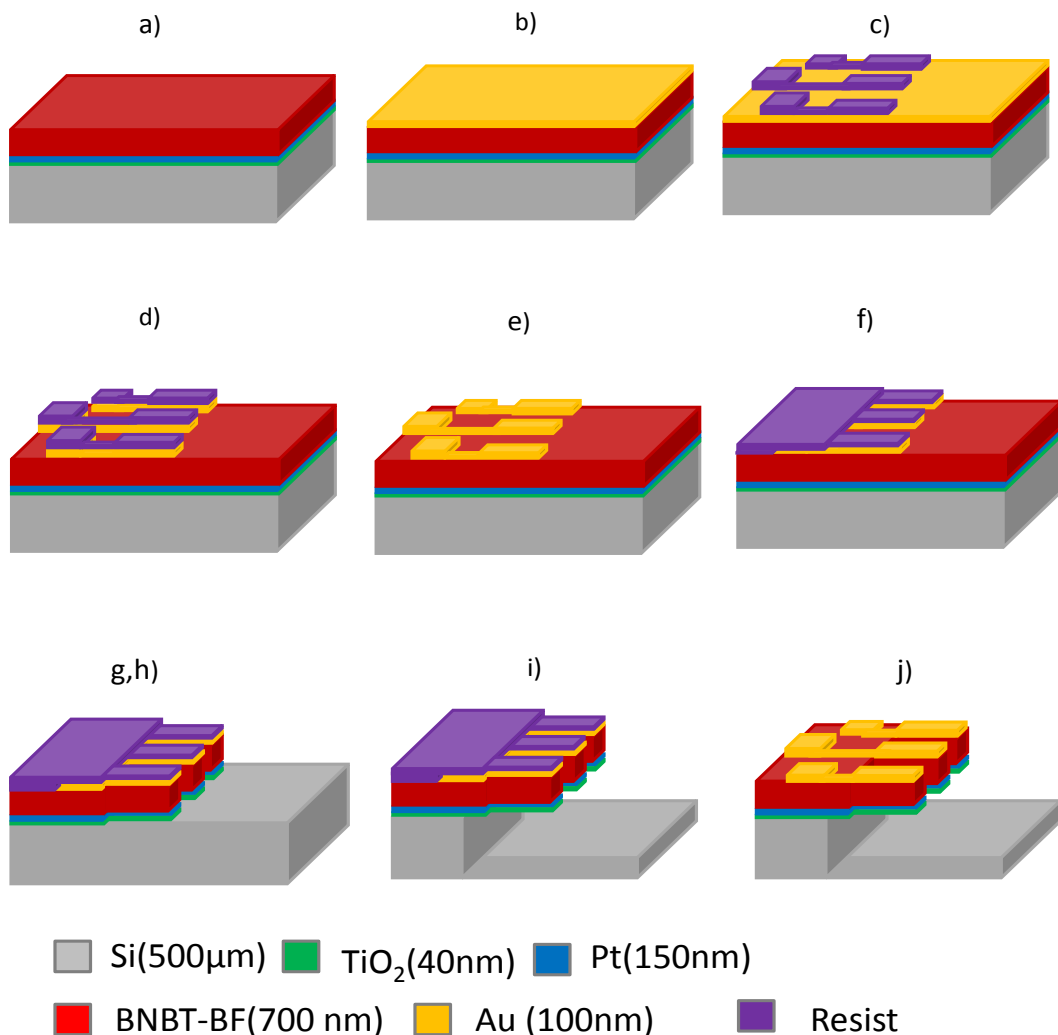 a)
b)
c)
d)
e)
f)
g,h)
i)
j)
Si(500μm)
TiO₂(40nm)
Pt(150nm)
BNBT-BF(700 nm)
Au (100nm)
Resist